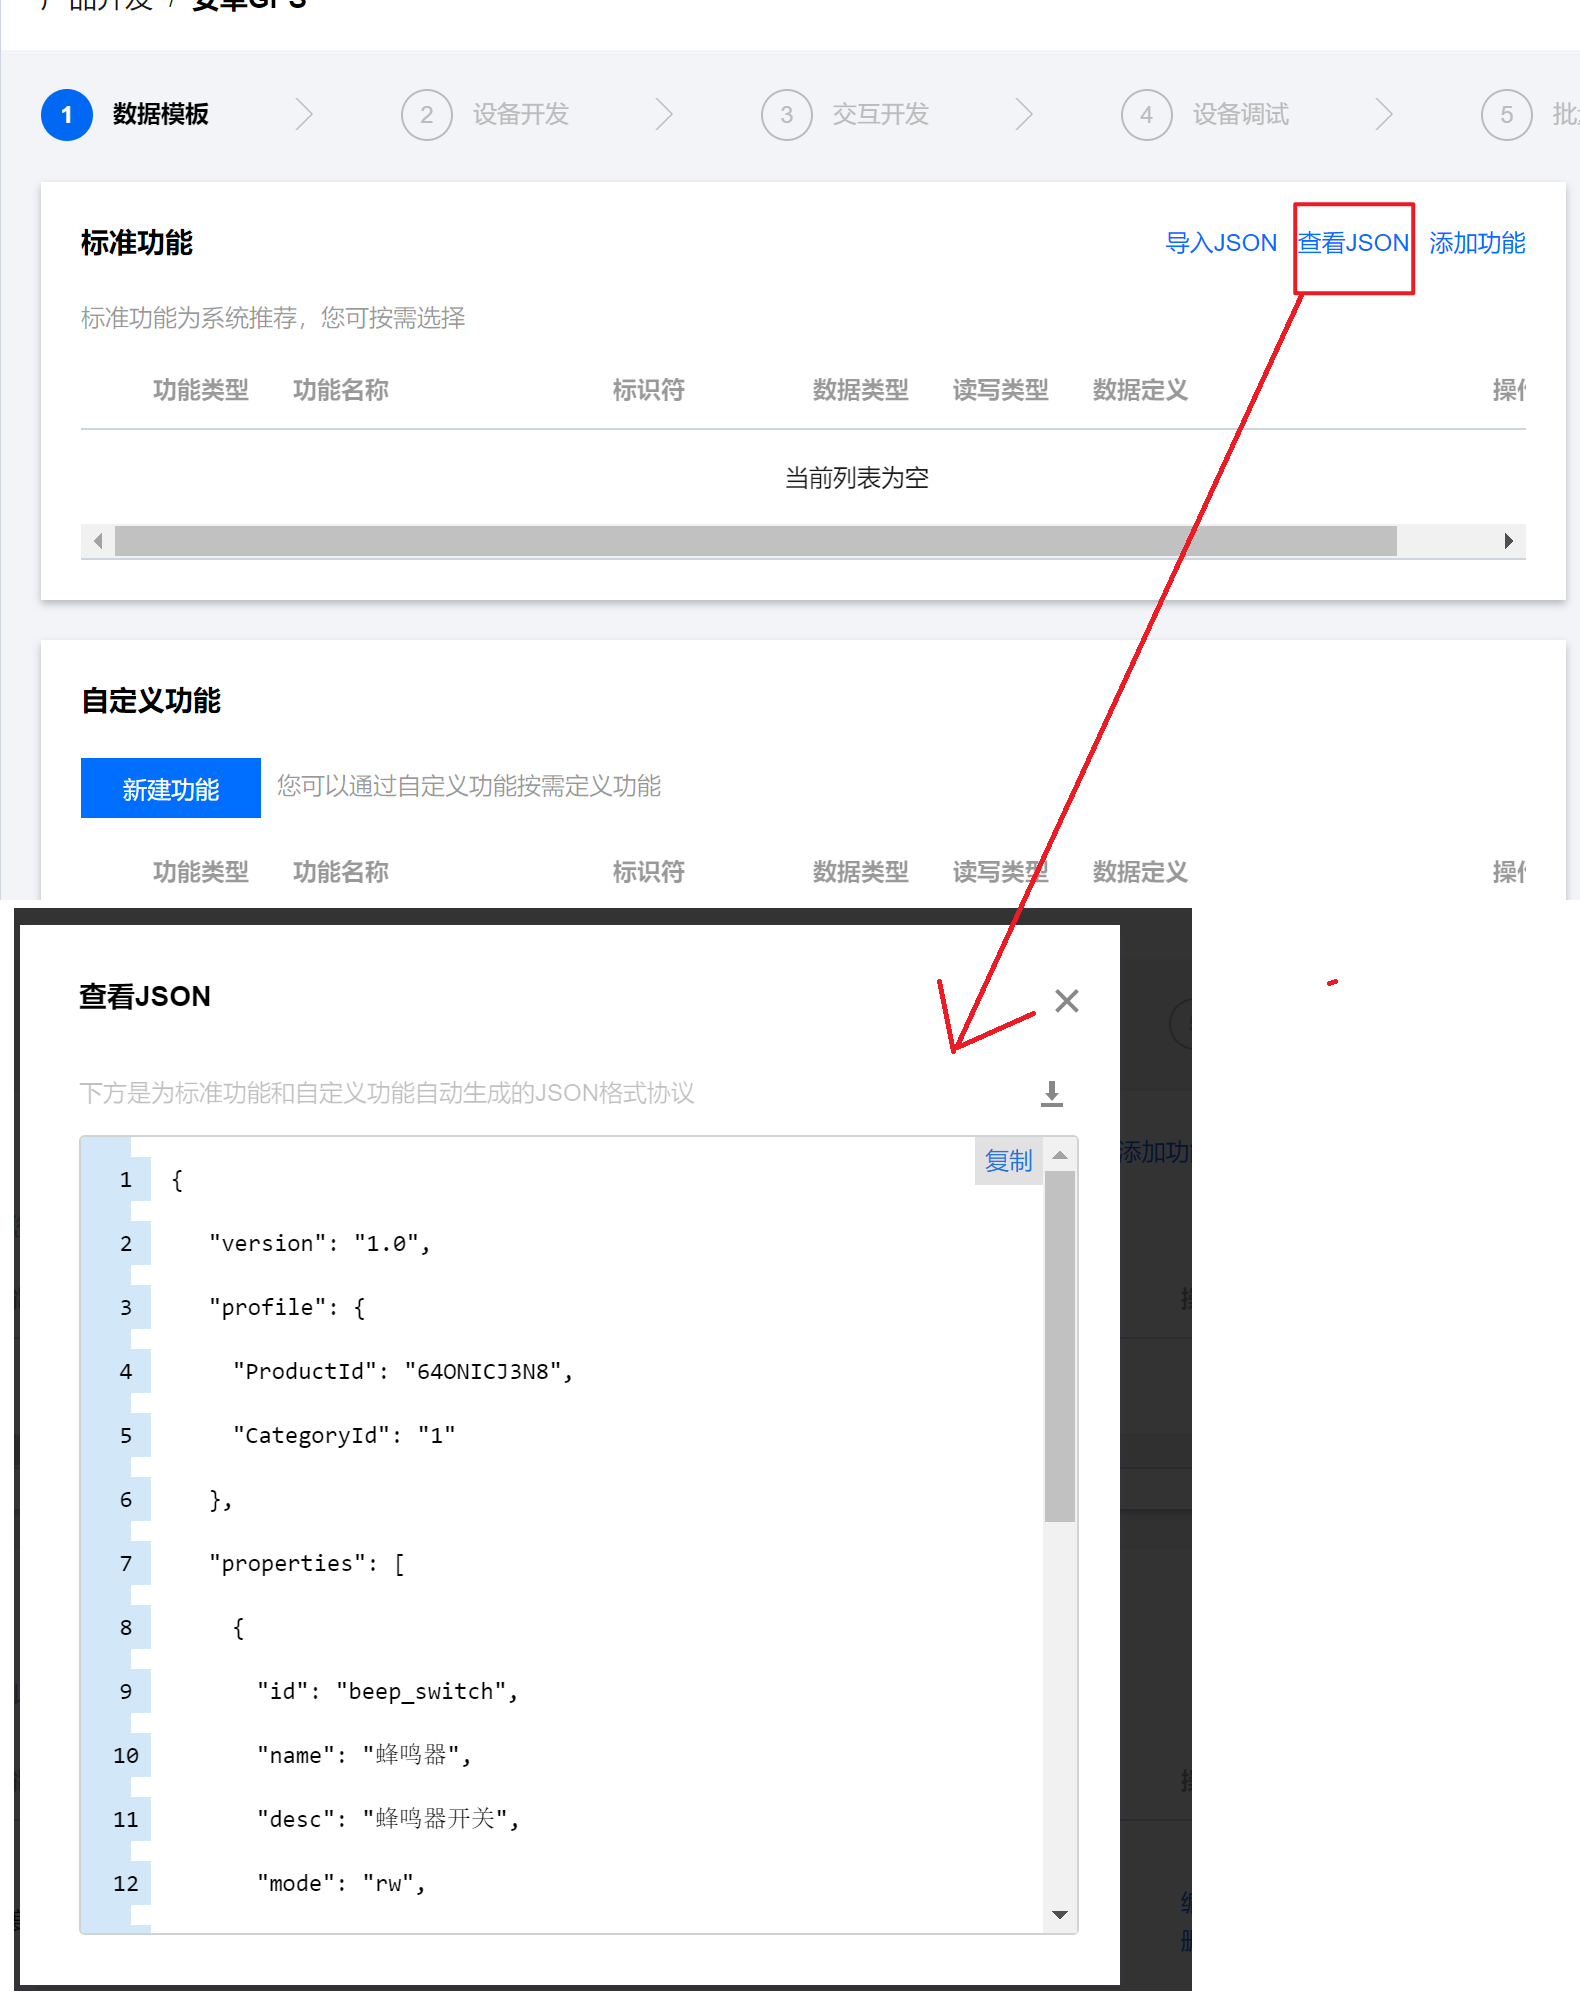 产品开发 / 安卓GPS
1 数据模板 2 设备开发 3 交互开发 4 设备调试 5 批
标准功能 导入JSON 查看JSON 添加功能
标准功能为系统推荐，您可按需选择
功能类型 功能名称 标识符 数据类型 读写类型 数据定义 操作
当前列表为空
自定义功能
新建功能 您可以通过自定义功能按需定义功能
功能类型 功能名称 标识符 数据类型 读写类型 数据定义 操作
查看JSON
下方是为标准功能和自定义功能自动生成的JSON格式协议
复制
添加功
1 {
2 "version": "1.0",
3 "profile": {
4 "ProductId": "64ONICJ3N8",
5 "CategoryId": "1"
6 },
7 "properties": [
8 {
9 "id": "beep_switch",
10 "name": "蜂鸣器",
11 "desc": "蜂鸣器开关",
12 "mode": "rw",